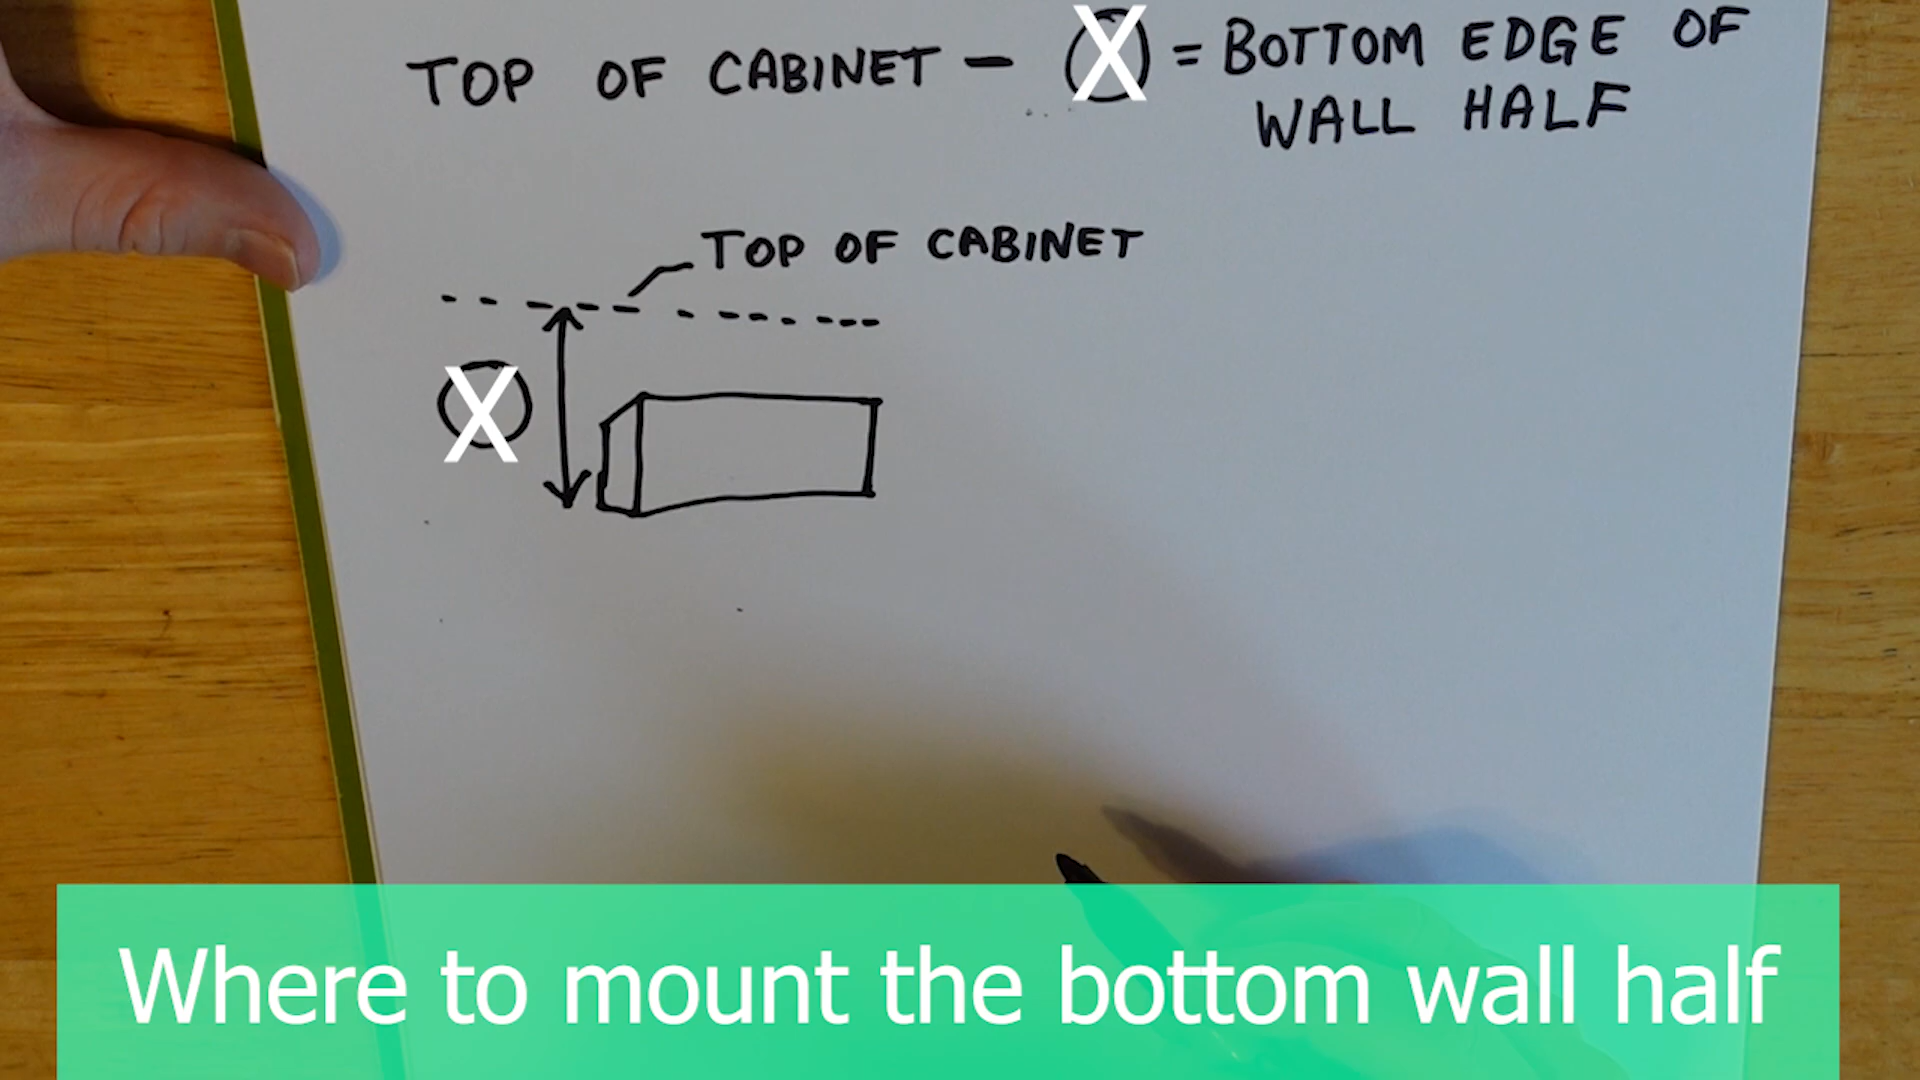 TOP OF CABINET - X = BOTTOM EDGE OF
WALL HALF
TOP OF CABINET
X
Where to mount the bottom wall half